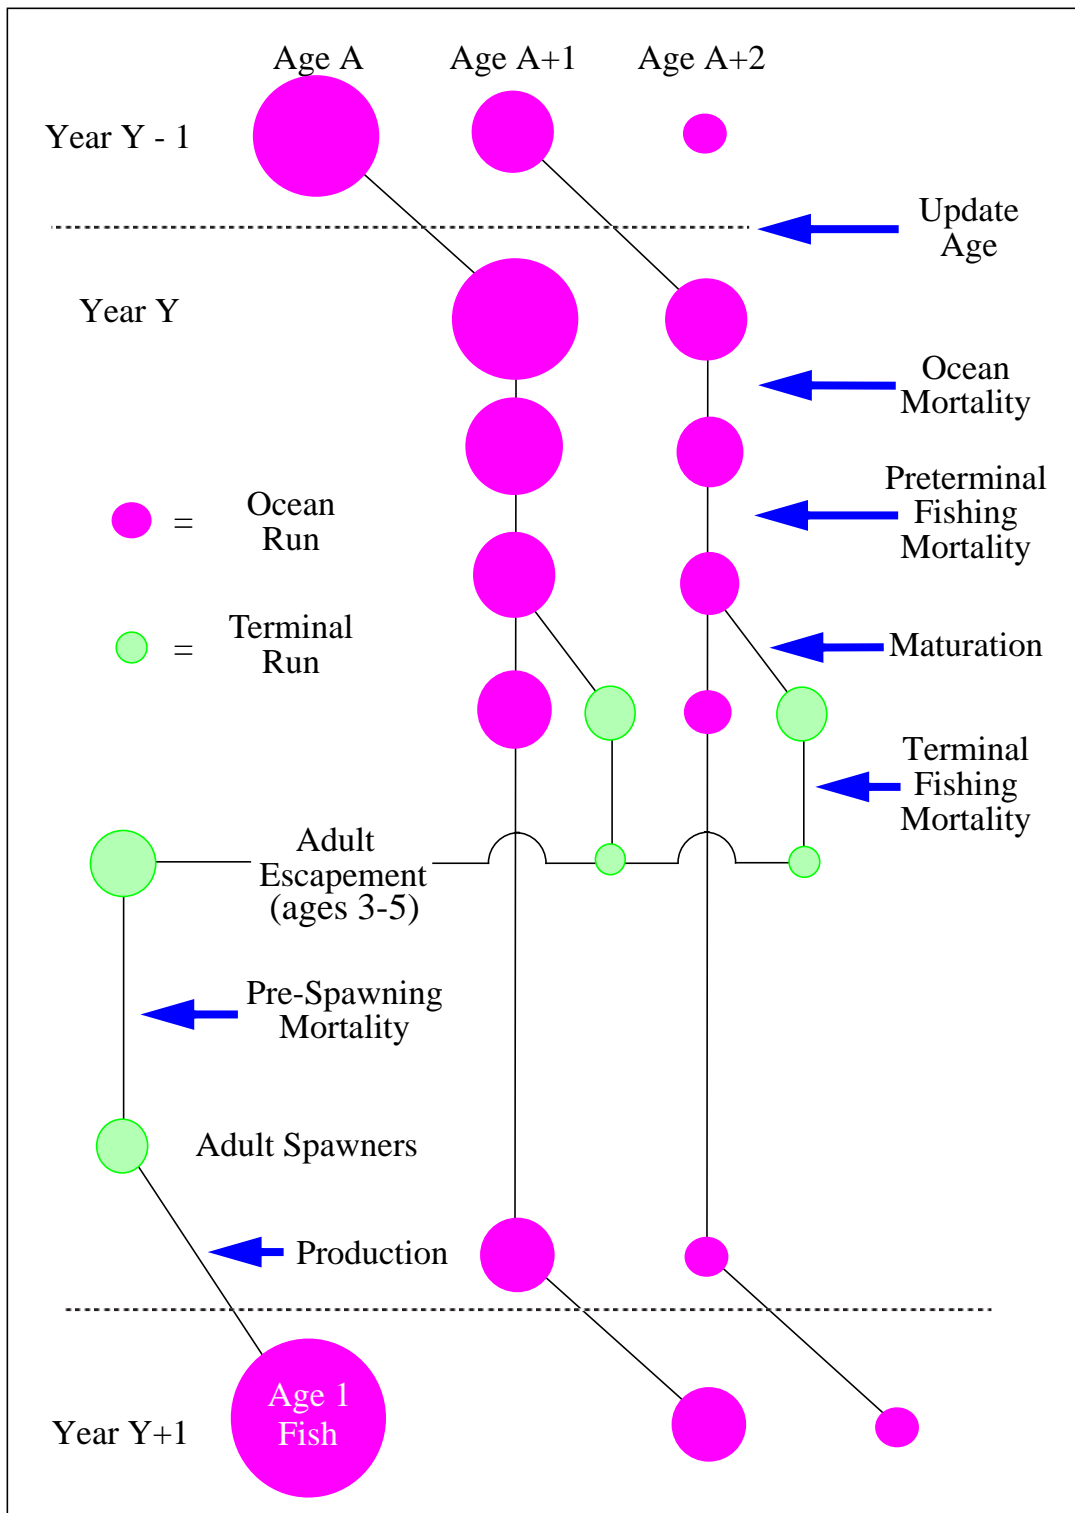 Age A
Age A+1
Age A+2
Year Y - 1
Update
Age
Year Y
Ocean
Mortality
Preterminal
Fishing
Mortality
=
Ocean
Run
=
Terminal
Run
Maturation
Terminal
Fishing
Mortality
Adult
Escapement
(ages 3-5)
Pre-Spawning
Mortality
Adult Spawners
Production
Age 1
Fish
Year Y+1